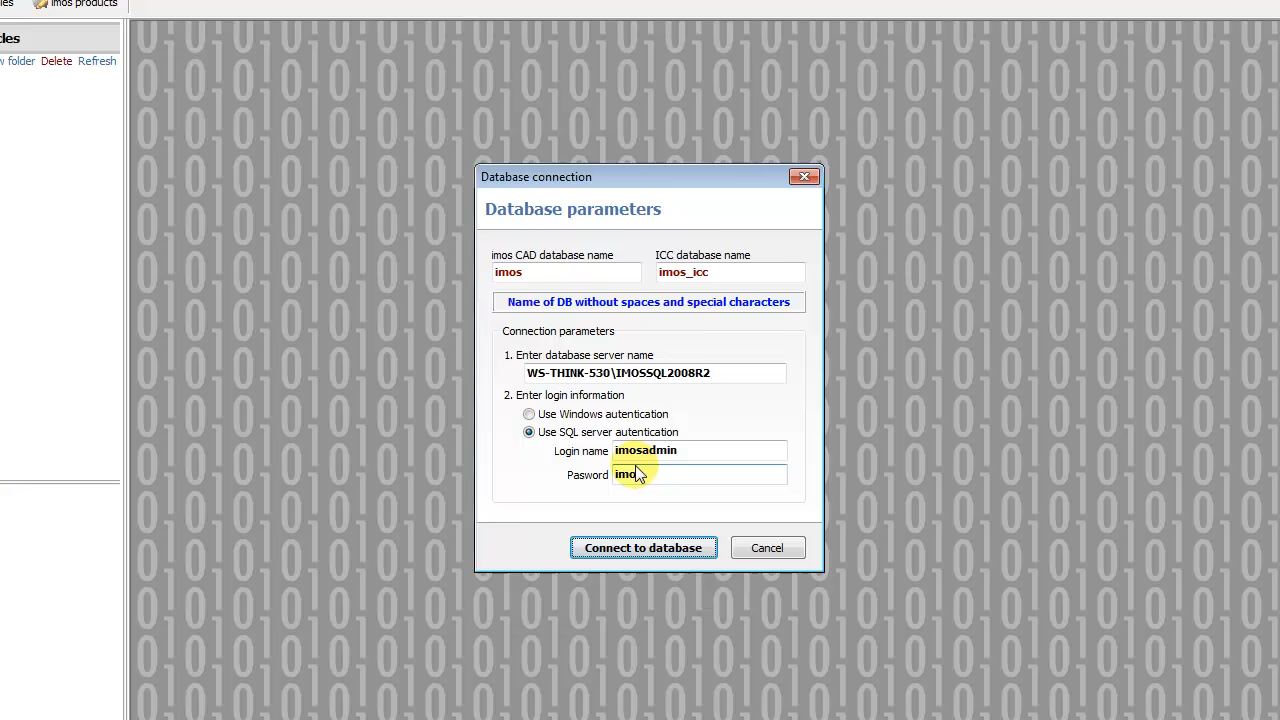 imos products
Delete Refresh
folder
Database connection
Database parameters
imos CAD database name
ICC database name
imos
imos_icc
Name of DB without spaces and special characters
Connection parameters
1. Enter database server name
WS-THINK-530\IMOSSQL2008R2
2. Enter login information
Use Windows autentication
Use SQL server autentication
Login name
imosadmin
Pasword
imo
Connect to database
Cancel